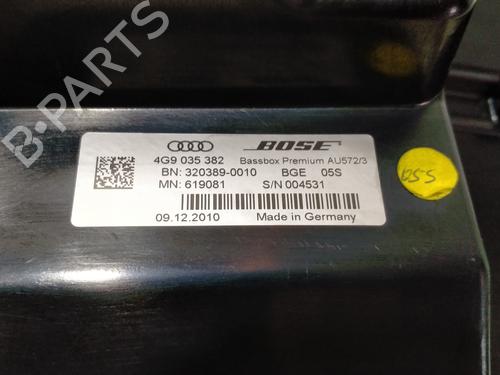 B-PARTS
BOSE
4G9 035 382 Bassbox Premium AU572/3
BN: 320389-0010 BGE 05S
MN: 619081 S/N 004531
09.12.2010 Made in Germany
05S